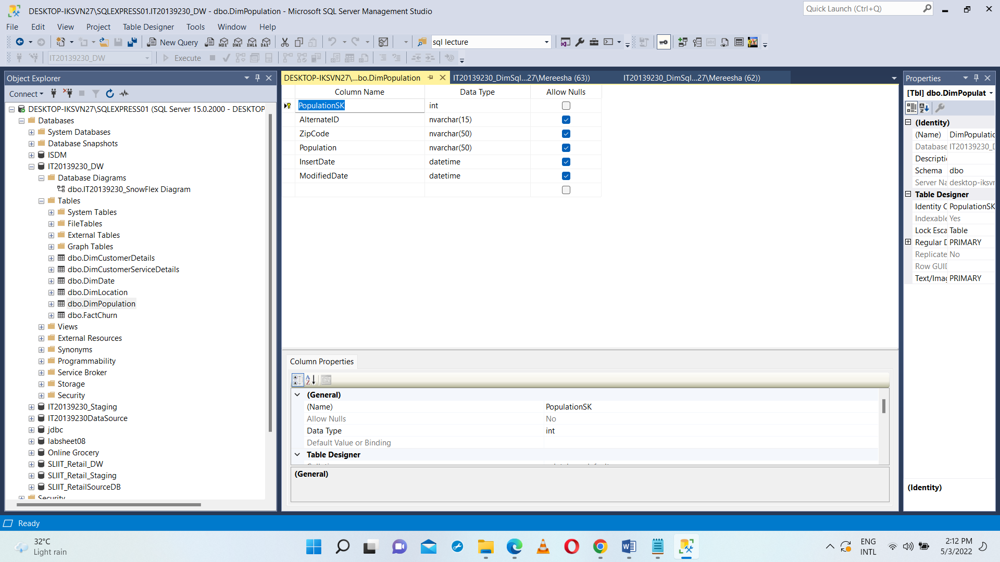 DESKTOP-IKSVN27\SQLEXPRESS01.IT20139230_DW - dbo.DimPopulation - Microsoft SQL Server Management Studio
Quick Launch (Ctrl+Q)
File Edit View Project Table Designer Tools Window Help
New Query
MDX DMX XMLA DAX
sql lecture
IT20139230_DW
Execute
Object Explorer
Connect
DESKTOP-IKSVN27\SQLEXPRESS01 (SQL Server 15.0.2000 - DESKTOP
Databases
System Databases
Database Snapshots
ISDM
IT20139230_DW
Database Diagrams
dbo.IT20139230_SnowFlex Diagram
Tables
System Tables
FileTables
External Tables
Graph Tables
dbo.DimCustomerDetails
dbo.DimCustomerServiceDetails
dbo.DimDate
dbo.DimLocation
dbo.DimPopulation
dbo.FactChurn
Views
External Resources
Synonyms
Programmability
Service Broker
Storage
Security
IT20139230_Staging
IT20139230DataSource
jdbc
labsheet08
Online Grocery
SLIIT_Retail_DW
SLIIT_Retail_Staging
SLIIT_RetailSourceDB
Security
DESKTOP-IKSVN27\...bo.DimPopulation
IT20139230_DimSql...27\Mereesha (63))
IT20139230_DimSql...27\Mereesha (62))
Column Name Data Type Allow Nulls
PopulationSK int
AlternateID nvarchar(15)
ZipCode nvarchar(50)
Population nvarchar(50)
InsertDate datetime
ModifiedDate datetime
Column Properties
(General)
(Name) PopulationSK
Allow Nulls No
Data Type int
Default Value or Binding
Table Designer
(General)
Properties
[Tbl] dbo.DimPopulat
(Identity)
(Name) DimPopulatio
Database IT20139230_D
Descripti
Schema dbo
Server Na desktop-iksvn
Table Designer
Identity C PopulationSK
Indexable Yes
Lock Esca Table
Regular D PRIMARY
Replicate No
Row GUI
Text/Imag PRIMARY
(Identity)
Ready
32°C
Light rain
ENG
INTL
2:12 PM
5/3/2022